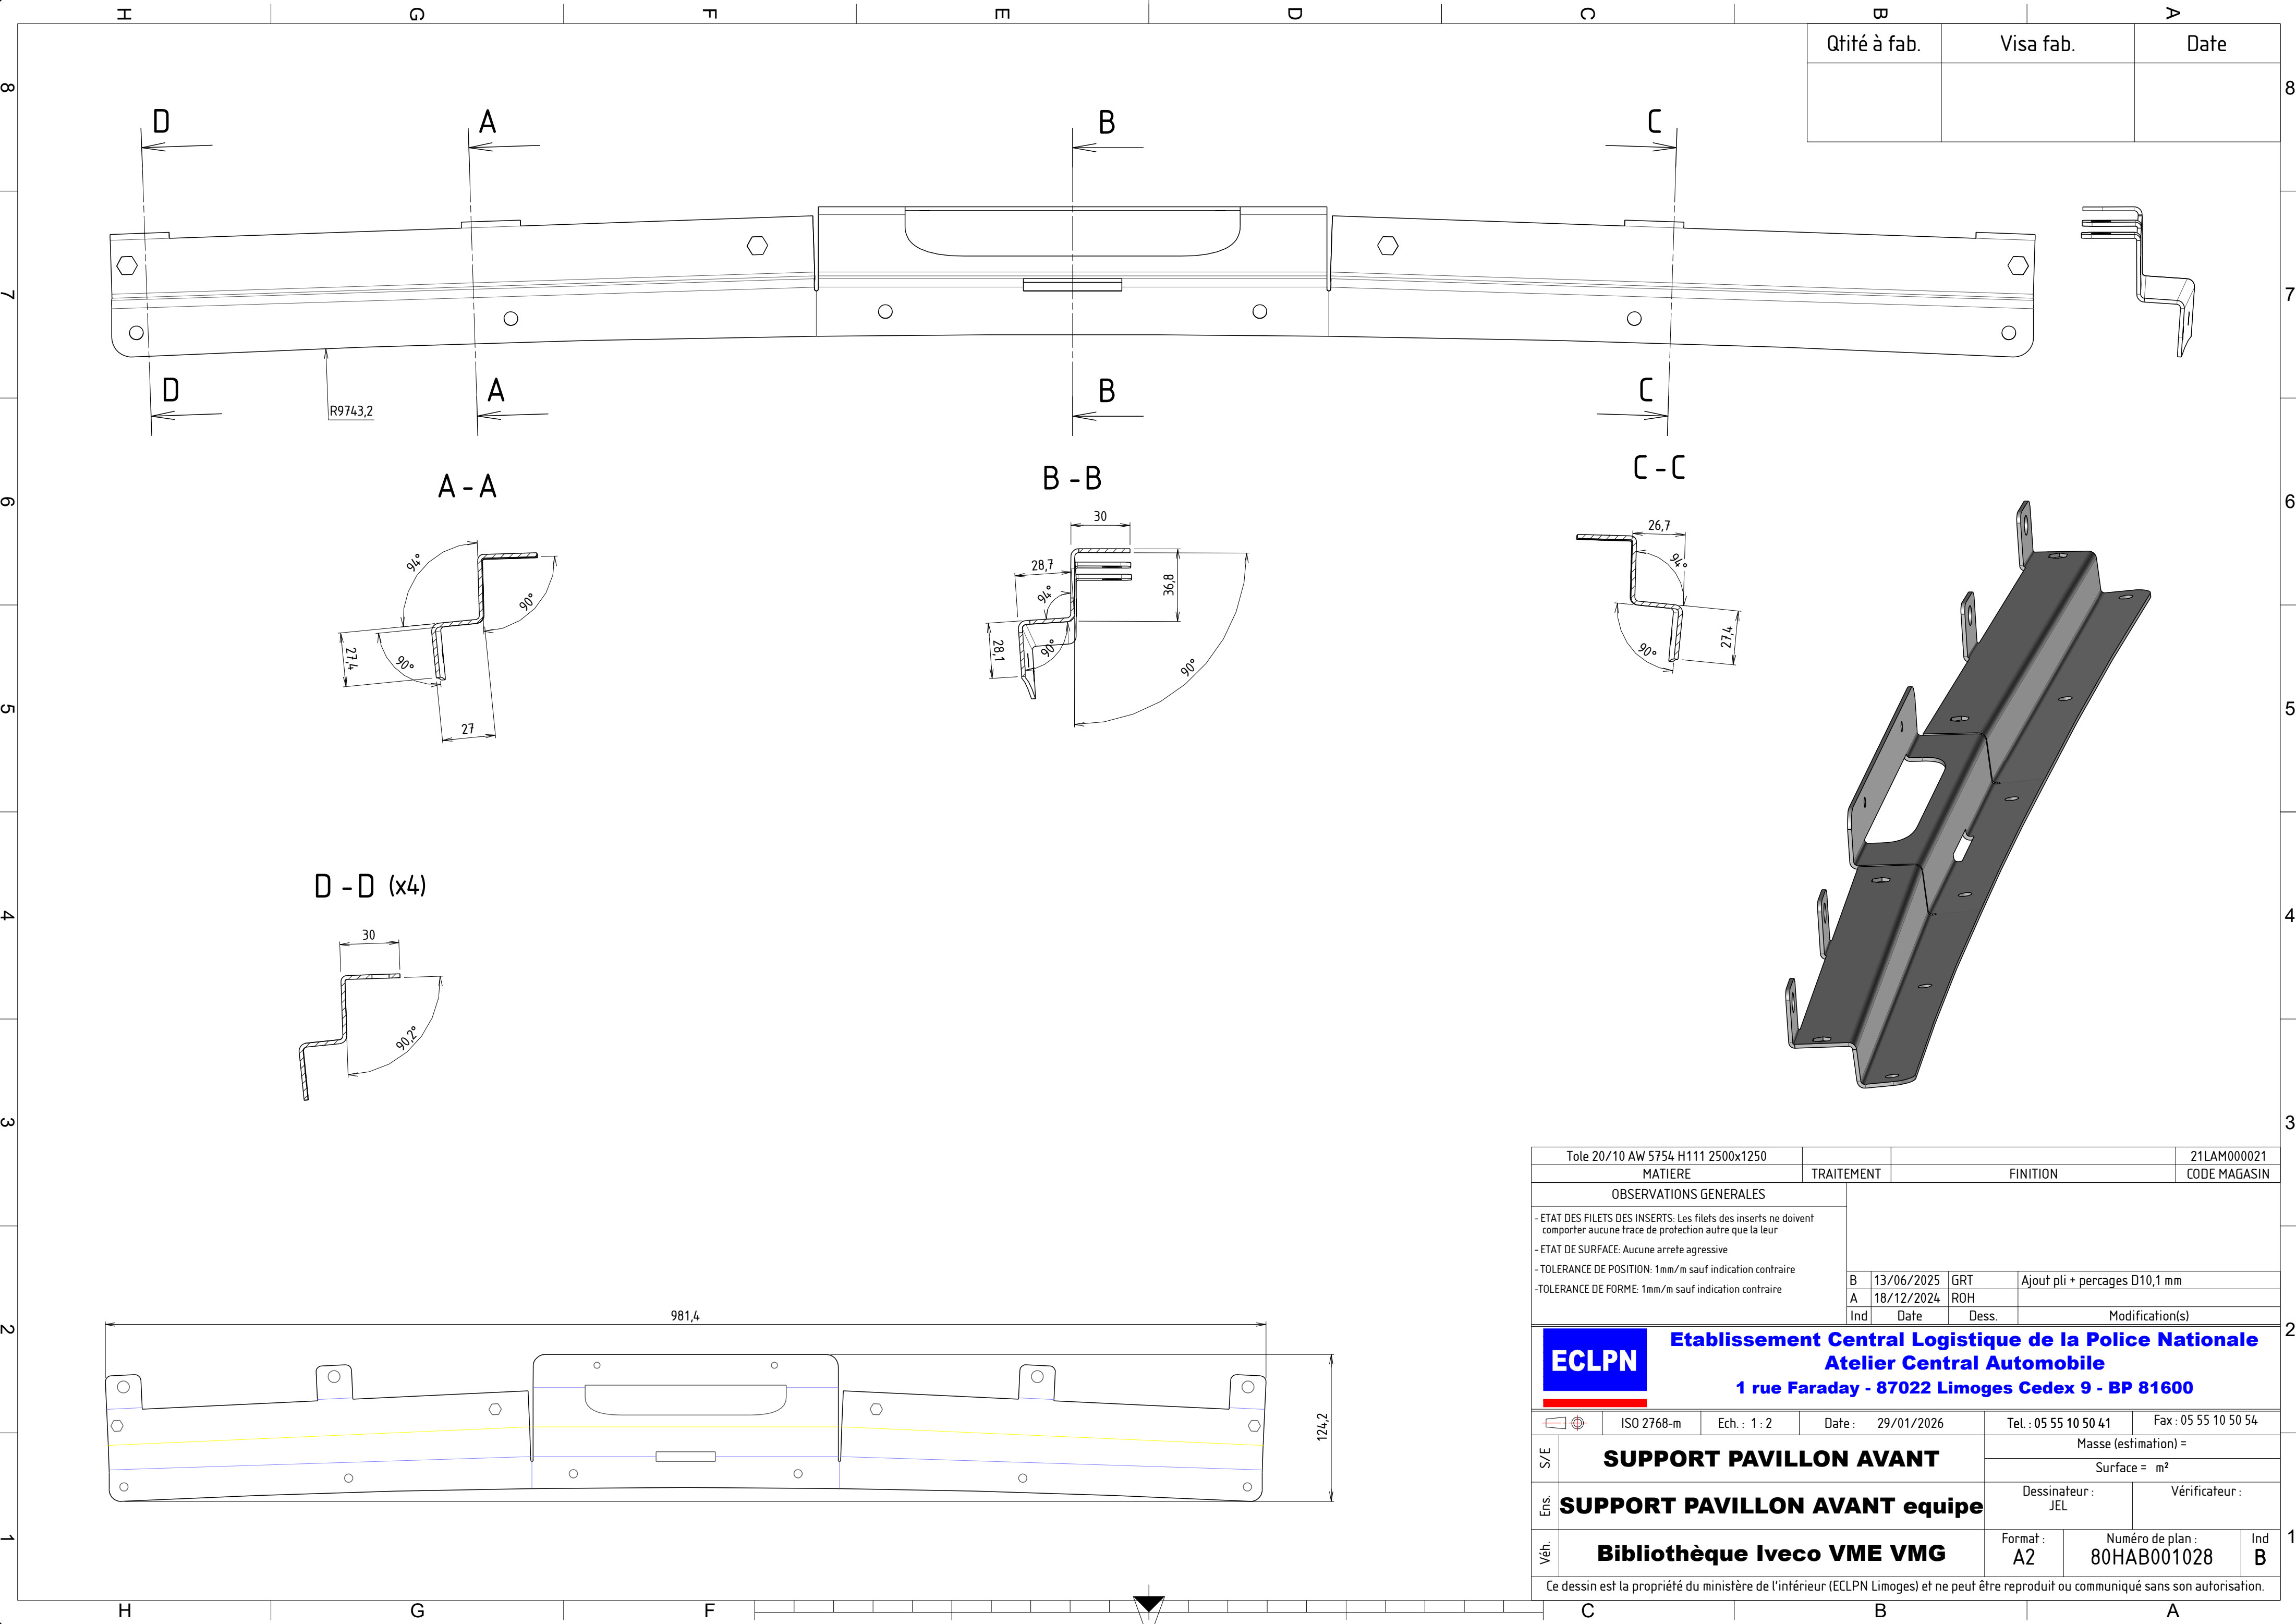 H G F E D C B A
Qtité à fab. Visa fab. Date
8 8
D A B C
7 7
D A B C
R9743,2
A - A B - B C - C
6 6
94° 90° 27,4 90° 27
30 28,7 94° 36,8 28,1 90° 90°
26,7 94° 90° 27,4
5 5
D - D (x4)
4 4
30
90,2°
3 3
981,4
124,2
2 2
1 1
Tole 20/10 AW 5754 H111 2500x1250 21LAM000021
MATIERE TRAITEMENT FINITION CODE MAGASIN
OBSERVATIONS GENERALES
- ETAT DES FILETS DES INSERTS: Les filets des inserts ne doivent
comporter aucune trace de protection autre que la leur
- ETAT DE SURFACE: Aucune arrete agressive
- TOLERANCE DE POSITION: 1mm/m sauf indication contraire
-TOLERANCE DE FORME: 1mm/m sauf indication contraire
B 13/06/2025 GRT Ajout pli + percages D10,1 mm
A 18/12/2024 ROH
Ind Date Dess. Modification(s)
ECLPN
Etablissement Central Logistique de la Police Nationale
Atelier Central Automobile
1 rue Faraday - 87022 Limoges Cedex 9 - BP 81600
ISO 2768-m Ech. : 1 : 2 Date : 29/01/2026 Tel. : 05 55 10 50 41 Fax : 05 55 10 50 54
S/E SUPPORT PAVILLON AVANT
Masse (estimation) =
Surface = m²
Ens. SUPPORT PAVILLON AVANT equipe
Dessinateur : JEL
Vérificateur :
Véh. Bibliothèque Iveco VME VMG
Format : A2
Numéro de plan : 80HAB001028
Ind B
Ce dessin est la propriété du ministère de l'intérieur (ECLPN Limoges) et ne peut être reproduit ou communiqué sans son autorisation.
H G F C B A